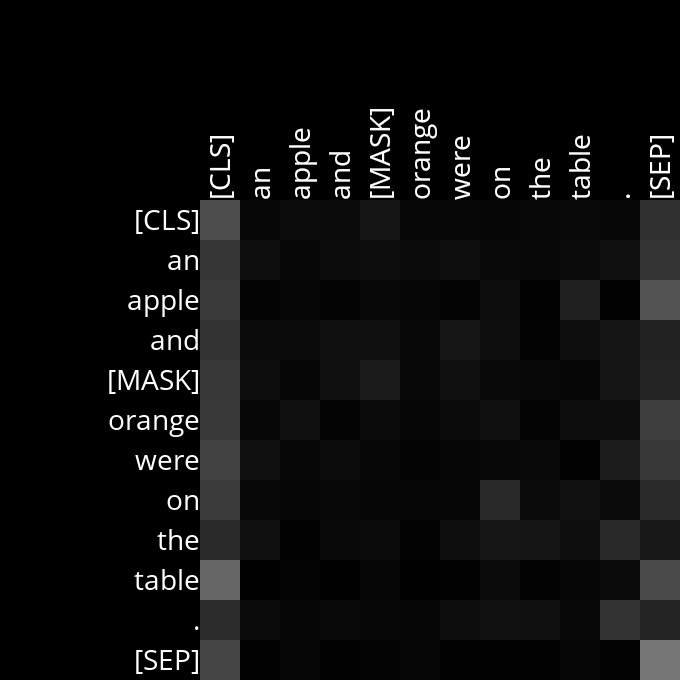 [CLS] an apple and [MASK] orange were on the table . [SEP]
[CLS]
an
apple
and
[MASK]
orange
were
on
the
table
.
[SEP]